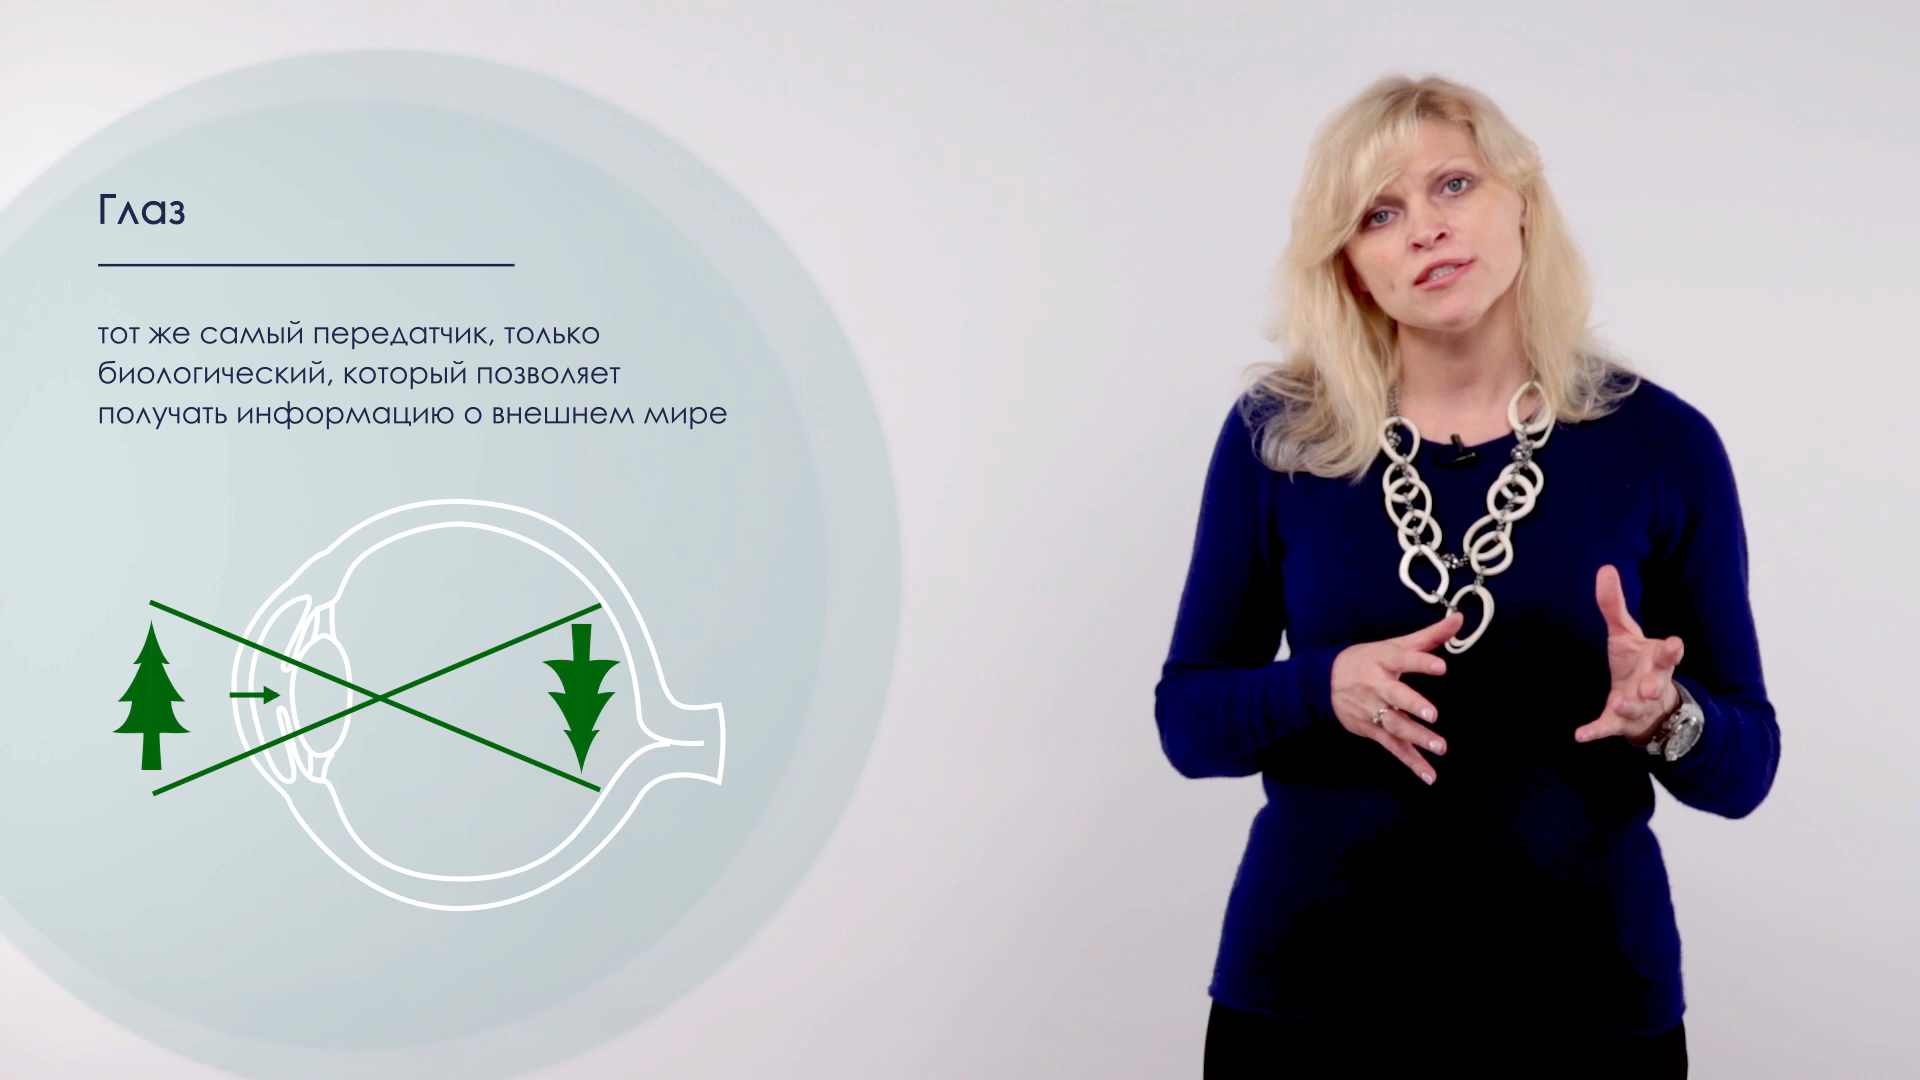 Глаз
тот же самый передатчик, только
биологический, который позволяет
получать информацию о внешнем мире